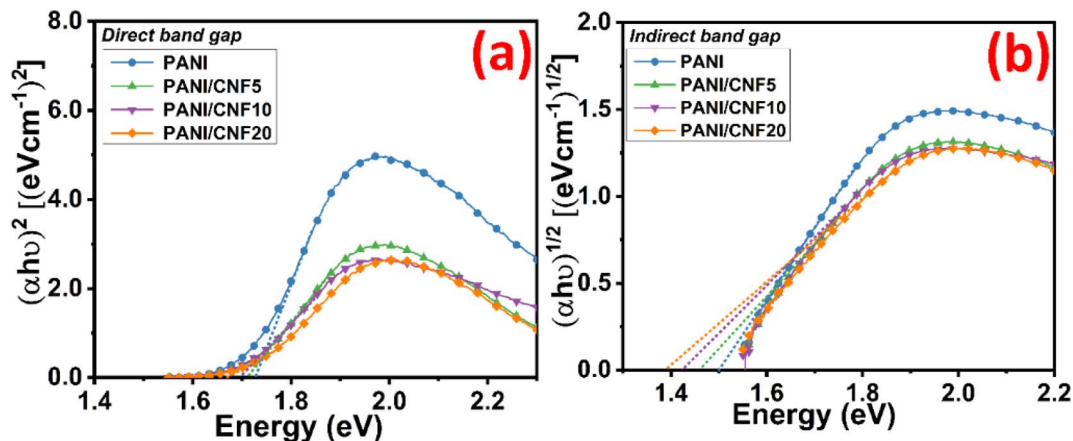 Direct band gap
(a)
PANI
PANI/CNF5
PANI/CNF10
PANI/CNF20
(αhυ)² [(eVcm⁻¹)²]
8.0
6.0
4.0
2.0
0.0
1.4 1.6 1.8 2.0 2.2
Energy (eV)
Indirect band gap
(b)
PANI
PANI/CNF5
PANI/CNF10
PANI/CNF20
(αhυ)^1/2 [(eVcm⁻¹)^1/2]
2.0
1.5
1.0
0.5
0.0
1.4 1.6 1.8 2.0 2.2
Energy (eV)